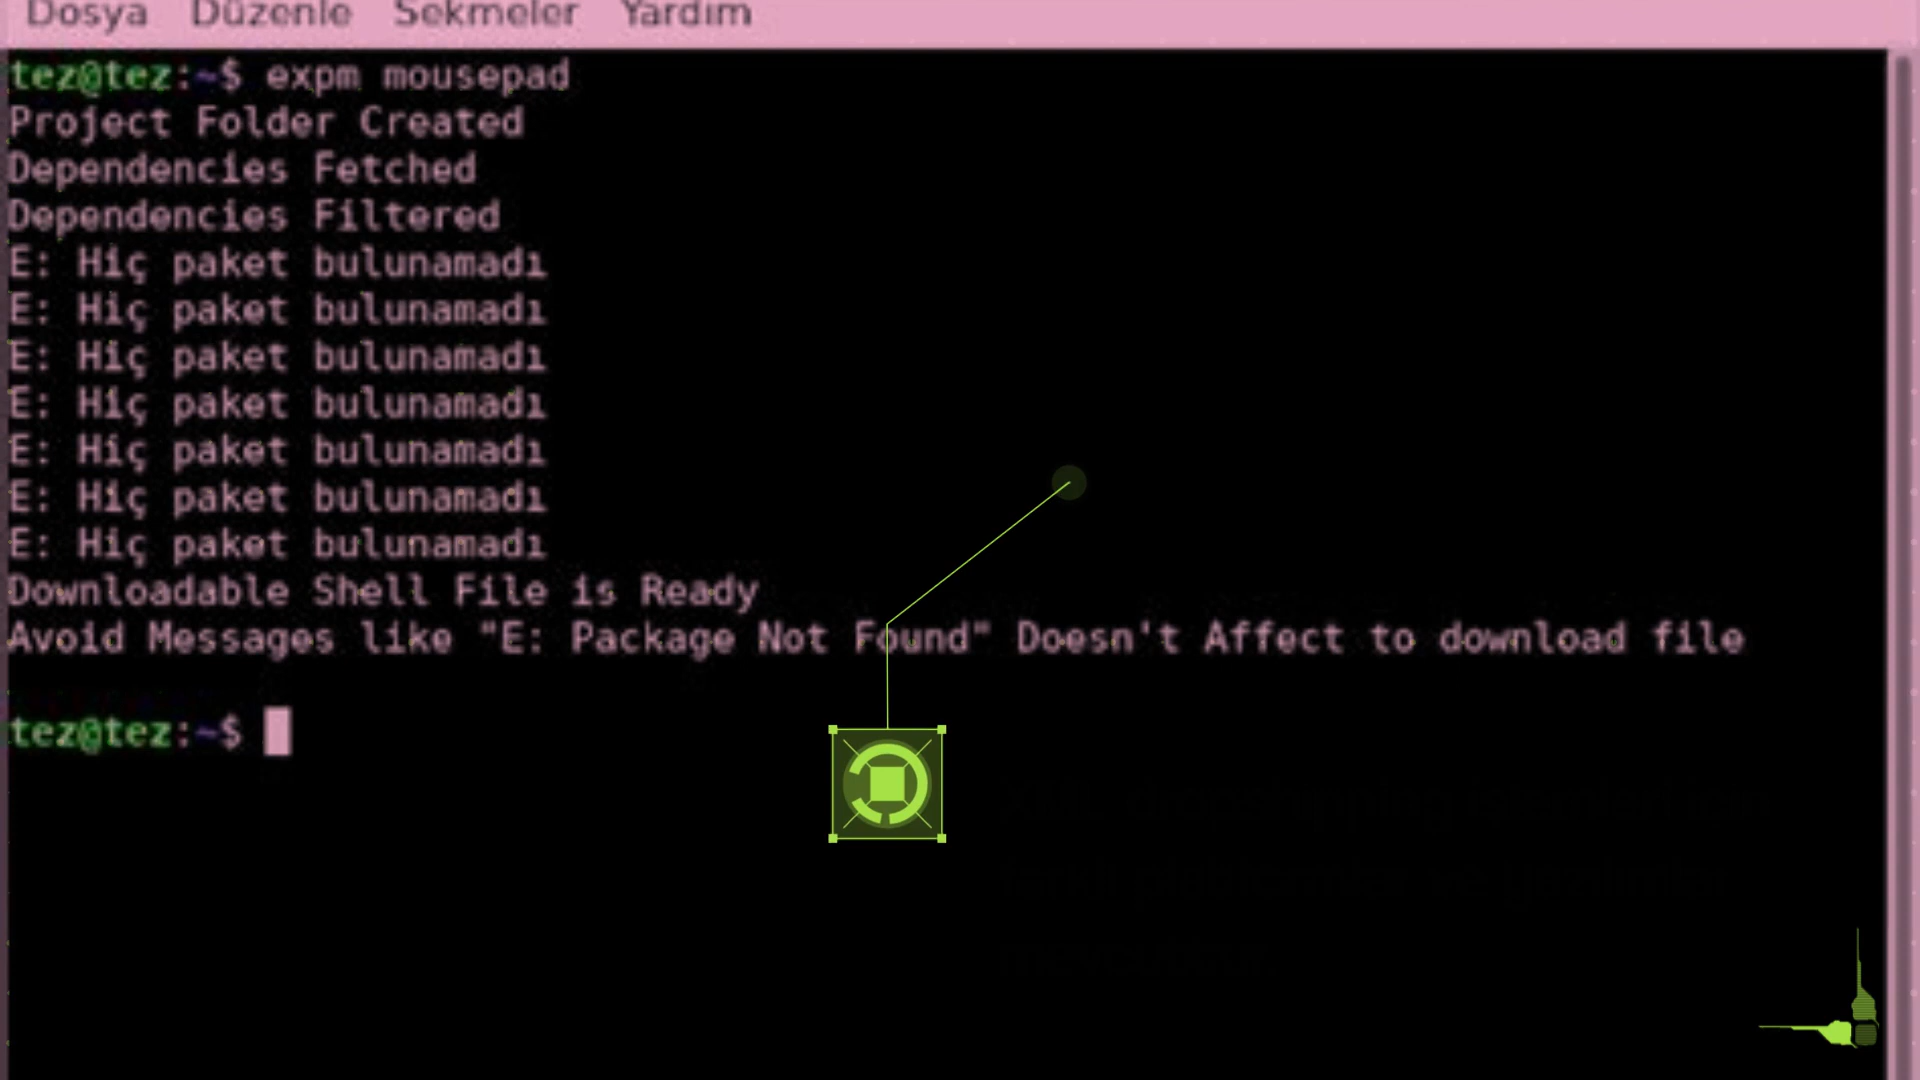 Dosya Düzenle Sekmeler Yardım
tez@tez:~$ expm mousepad
Project Folder Created
Dependencies Fetched
Dependencies Filtered
E: Hiç paket bulunamadı
E: Hiç paket bulunamadı
E: Hiç paket bulunamadı
E: Hiç paket bulunamadı
E: Hiç paket bulunamadı
E: Hiç paket bulunamadı
E: Hiç paket bulunamadı
Downloadable Shell File is Ready
Avoid Messages like "E: Package Not Found" Doesn't Affect to download file
tez@tez:~$